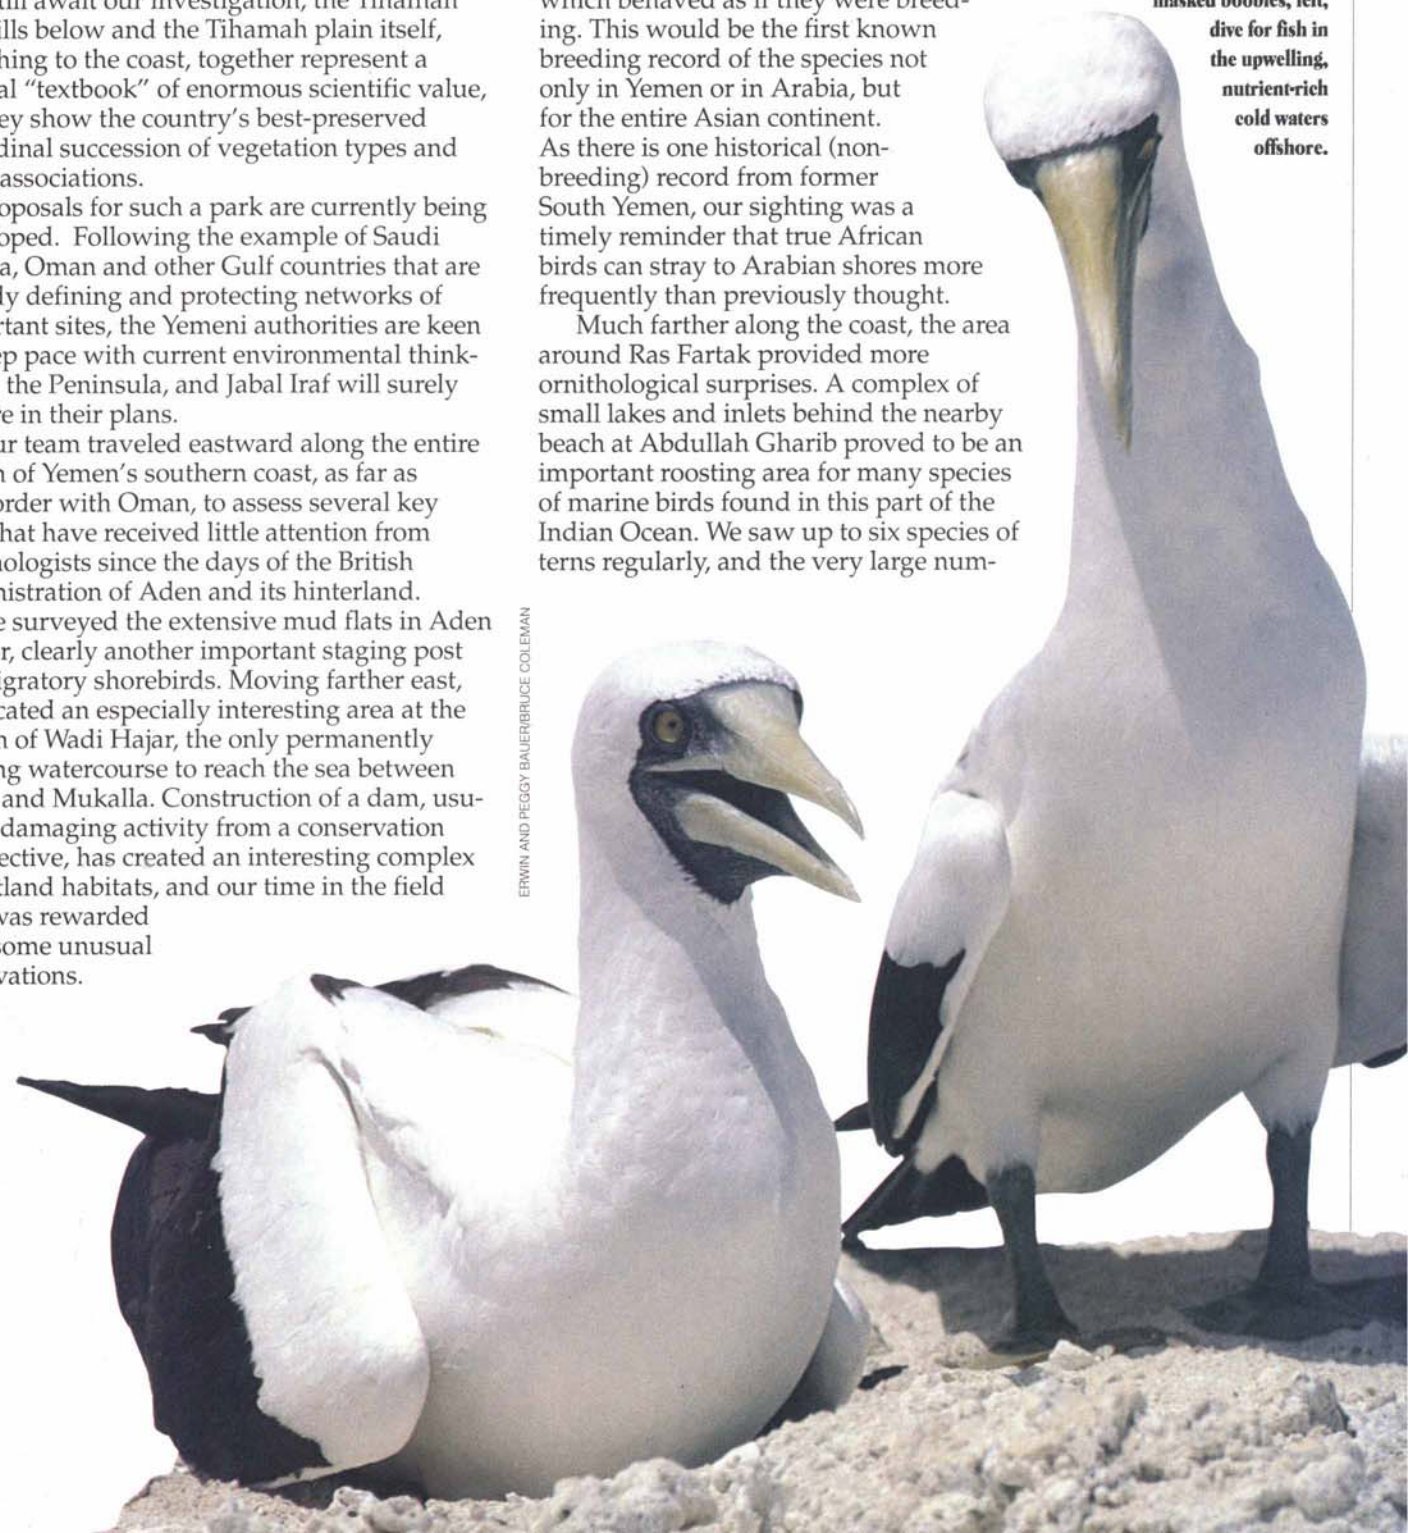 till await our investigation, the Tihamah
ills below and the Tihamah plain itself,
hing to the coast, together represent a
al “textbook” of enormous scientific value,
ey show the country’s best-preserved
dinal succession of vegetation types and
associations.
oposals for such a park are currently being
oped. Following the example of Saudi
a, Oman and other Gulf countries that are
ly defining and protecting networks of
rtant sites, the Yemeni authorities are keen
ep pace with current environmental think-
the Peninsula, and Jabal Iraf will surely
e in their plans.
ur team traveled eastward along the entire
h of Yemen’s southern coast, as far as
order with Oman, to assess several key
hat have received little attention from
ologists since the days of the British
nistration of Aden and its hinterland.
e surveyed the extensive mud flats in Aden
r, clearly another important staging post
igratory shorebirds. Moving farther east,
cated an especially interesting area at the
h of Wadi Hajar, the only permanently
ng watercourse to reach the sea between
and Mukalla. Construction of a dam, usu-
damaging activity from a conservation
ective, has created an interesting complex
tland habitats, and our time in the field
was rewarded
some unusual
vations.
which behaved as if they were breed-
ing. This would be the first known
breeding record of the species not
only in Yemen or in Arabia, but
for the entire Asian continent.
As there is one historical (non-
breeding) record from former
South Yemen, our sighting was a
timely reminder that true African
birds can stray to Arabian shores more
frequently than previously thought.
Much farther along the coast, the area
around Ras Fartak provided more
ornithological surprises. A complex of
small lakes and inlets behind the nearby
beach at Abdullah Gharib proved to be an
important roosting area for many species
of marine birds found in this part of the
Indian Ocean. We saw up to six species of
terns regularly, and the very large num-
ERWIN AND PEGGY BAUER/BRUCE COLEMAN
masked boobies, left,
dive for fish in
the upwelling,
nutrient-rich
cold waters
offshore.